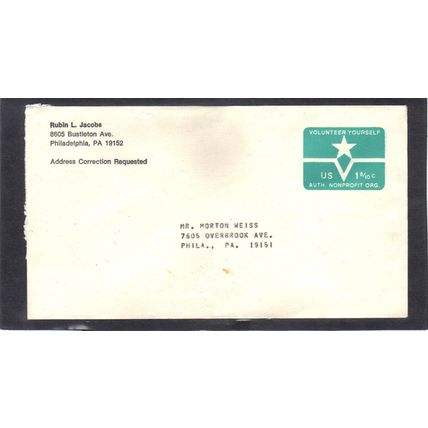 Rubin L. Jacobs
8605 Bustleton Ave.
Philadelphia, PA 19152
Address Correction Requested
VOLUNTEER YOURSELF
US 1 8/10 c
AUTH. NONPROFIT ORG.
MR. MORTON WEISS
7605 OVERBROOK AVE.
PHILA., PA. 19151